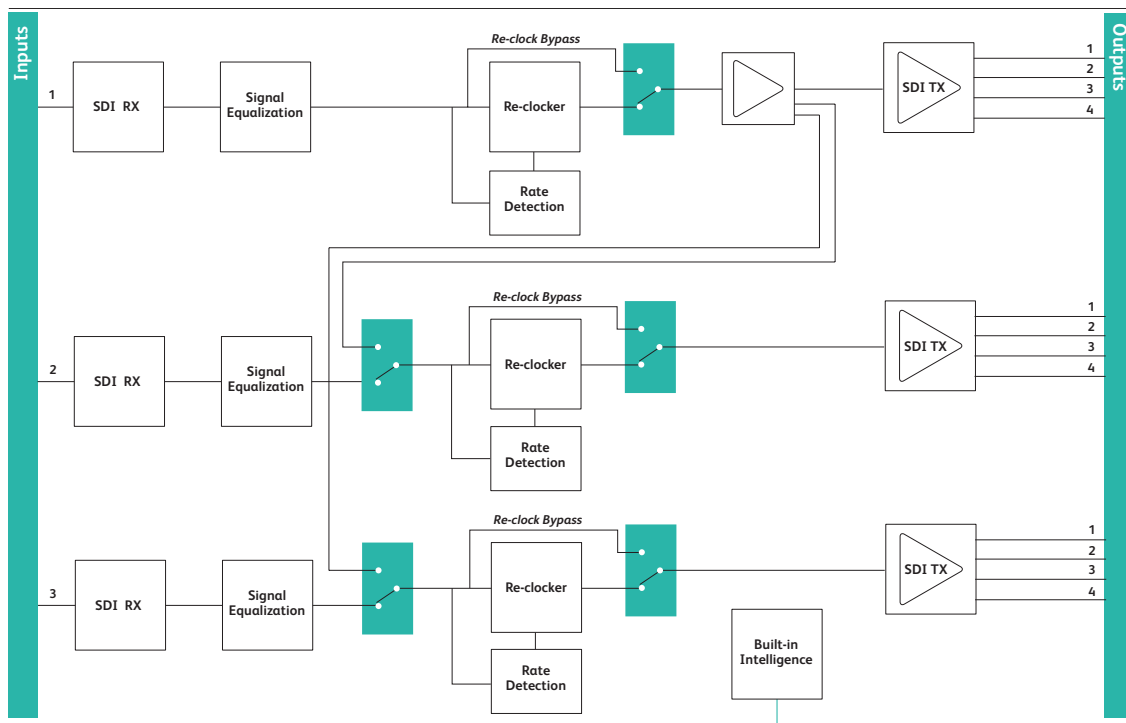 Inputs
Outputs
Re-clock Bypass
1
SDI RX
Signal
Equalization
Re-clocker
Rate
Detection
SDI TX
1
2
3
4
Re-clock Bypass
2
SDI RX
Signal
Equalization
Re-clocker
Rate
Detection
SDI TX
1
2
3
4
Re-clock Bypass
3
SDI RX
Signal
Equalization
Re-clocker
Rate
Detection
SDI TX
1
2
3
4
Built-in
Intelligence